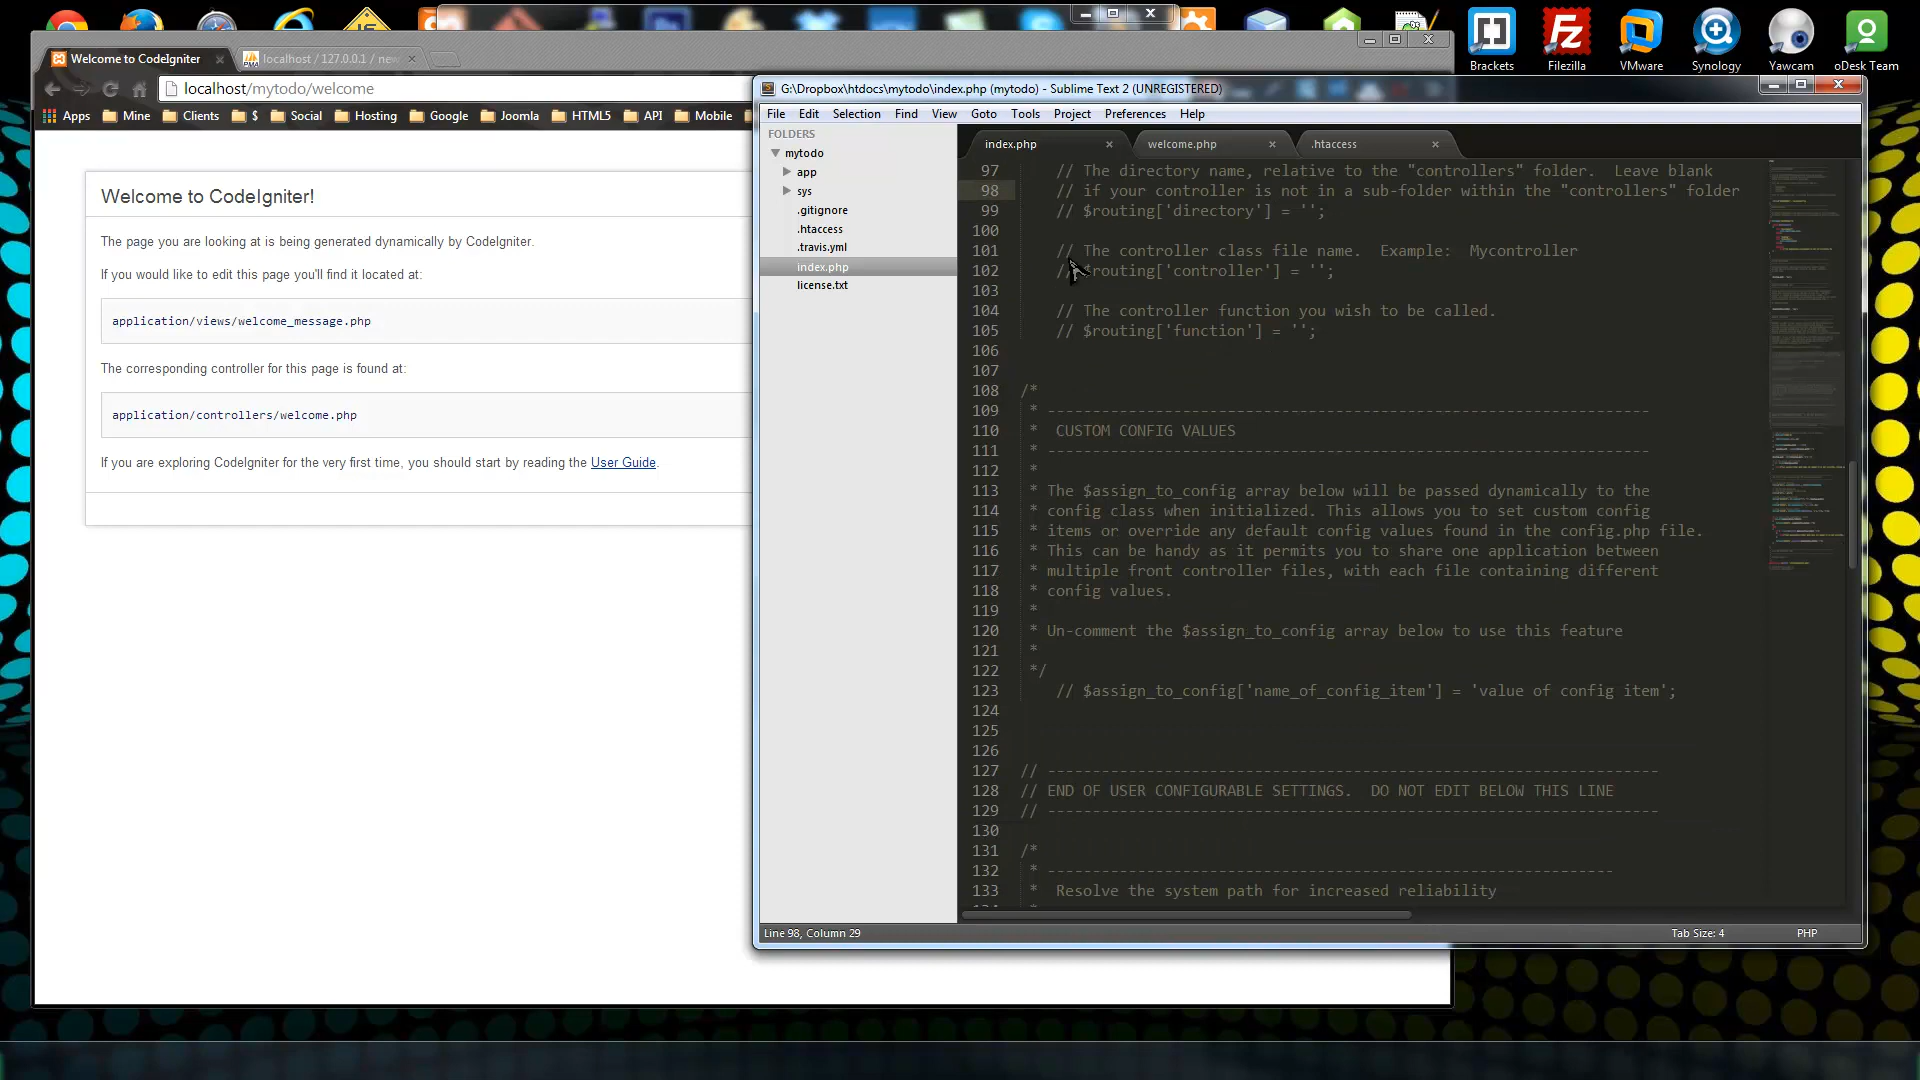 Brackets
Filezilla
VMware
Synology
Yawcam
oDesk Team
Welcome to CodeIgniter
localhost / 127.0.0.1 / new
localhost/mytodo/welcome
Apps
Mine
Clients
$
Social
Hosting
Google
Joomla
HTML5
API
Mobile
Welcome to CodeIgniter!
The page you are looking at is being generated dynamically by CodeIgniter.
If you would like to edit this page you'll find it located at:
application/views/welcome_message.php
The corresponding controller for this page is found at:
application/controllers/welcome.php
If you are exploring CodeIgniter for the very first time, you should start by reading the User Guide.
G:\Dropbox\htdocs\mytodo\index.php (mytodo) - Sublime Text 2 (UNREGISTERED)
File Edit Selection Find View Goto Tools Project Preferences Help
FOLDERS
mytodo
app
sys
.gitignore
.htaccess
.travis.yml
index.php
license.txt
index.php
welcome.php
.htaccess
97 // The directory name, relative to the "controllers" folder.  Leave blank
98 // if your controller is not in a sub-folder within the "controllers" folder
99 // $routing['directory'] = '';
100
101 // The controller class file name.  Example:  Mycontroller
102 // $routing['controller'] = '';
103
104 // The controller function you wish to be called.
105 // $routing['function'] = '';
106
107
108 /*
109 * -------------------------------------------------------------------
110 *  CUSTOM CONFIG VALUES
111 * -------------------------------------------------------------------
112 *
113 * The $assign_to_config array below will be passed dynamically to the
114 * config class when initialized. This allows you to set custom config
115 * items or override any default config values found in the config.php file.
116 * This can be handy as it permits you to share one application between
117 * multiple front controller files, with each file containing different
118 * config values.
119 *
120 * Un-comment the $assign_to_config array below to use this feature
121 *
122 */
123 // $assign_to_config['name_of_config_item'] = 'value of config item';
124
125
126
127 // --------------------------------------------------------------------
128 // END OF USER CONFIGURABLE SETTINGS.  DO NOT EDIT BELOW THIS LINE
129 // --------------------------------------------------------------------
130
131 /*
132 * ---------------------------------------------------------------
133 *  Resolve the system path for increased reliability
Line 98, Column 29
Tab Size: 4
PHP